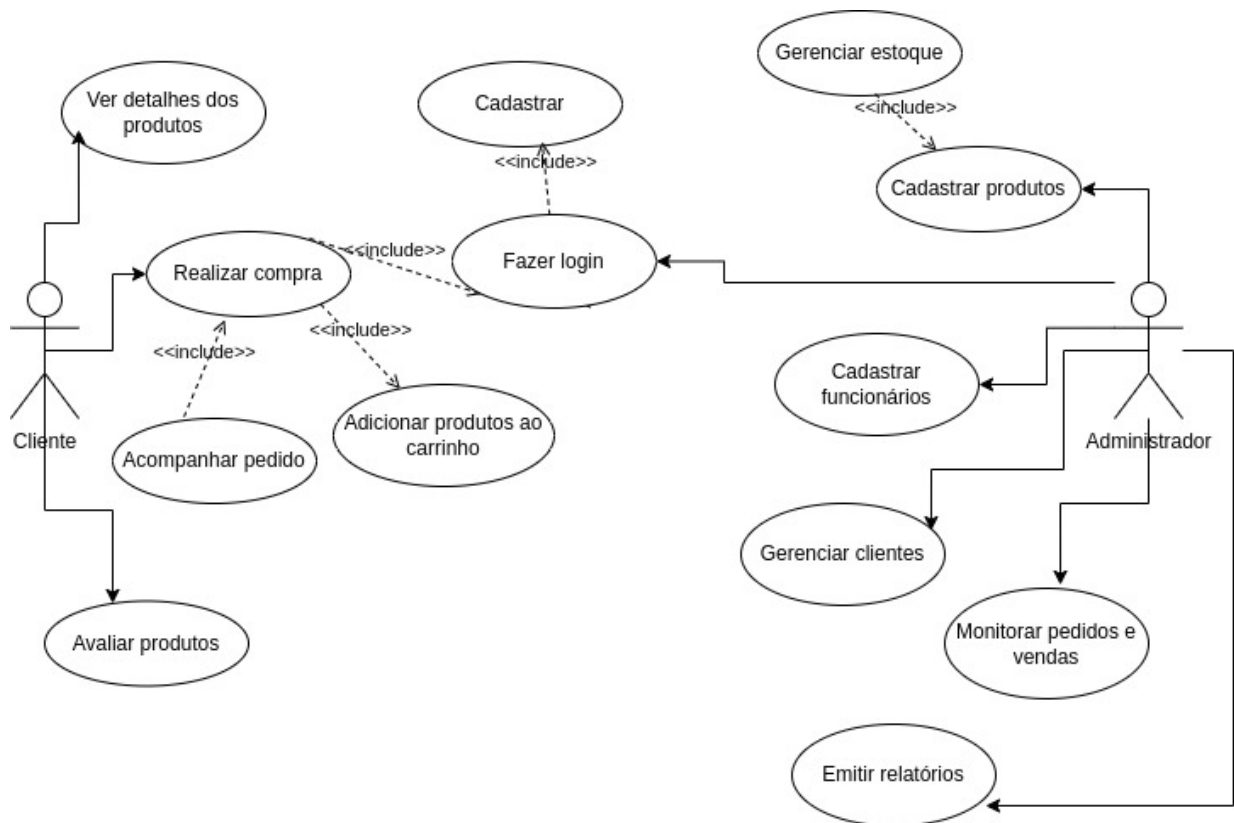 Gerenciar estoque
Ver detalhes dos
produtos
Cadastrar
<<include>>
<<include>>
Cadastrar produtos
<<include>>
Realizar compra
Fazer login
<<include>>
<<include>>
Cadastrar
funcionários
Adicionar produtos ao
carrinho
Cliente
Administrador
Acompanhar pedido
Gerenciar clientes
Avaliar produtos
Monitorar pedidos e
vendas
Emitir relatórios